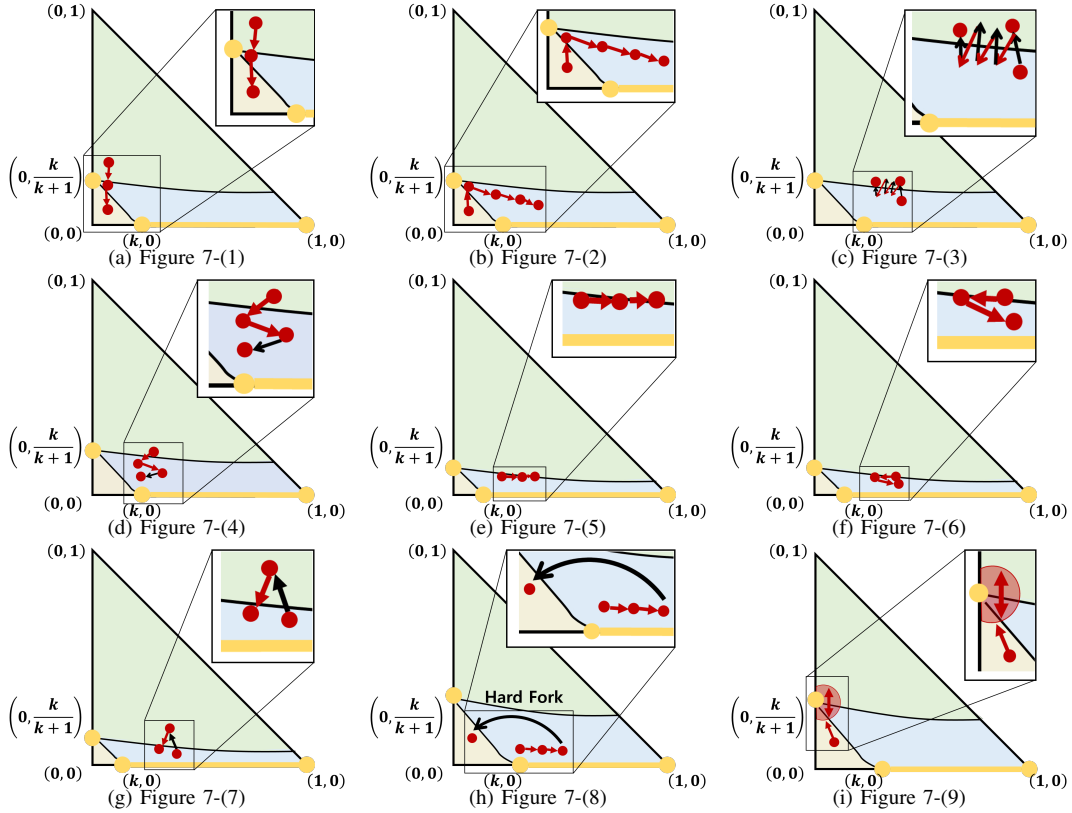 (0, 1)
(0, k/(k+1))
(0, 0)
(k, 0)
(1, 0)
(a) Figure 7-(1)
(0, 1)
(0, k/(k+1))
(0, 0)
(k, 0)
(1, 0)
(b) Figure 7-(2)
(0, 1)
(0, k/(k+1))
(0, 0)
(k, 0)
(1, 0)
(c) Figure 7-(3)
(0, 1)
(0, k/(k+1))
(0, 0)
(k, 0)
(1, 0)
(d) Figure 7-(4)
(0, 1)
(0, k/(k+1))
(0, 0)
(k, 0)
(1, 0)
(e) Figure 7-(5)
(0, 1)
(0, k/(k+1))
(0, 0)
(k, 0)
(1, 0)
(f) Figure 7-(6)
(0, 1)
(0, k/(k+1))
(0, 0)
(k, 0)
(1, 0)
(g) Figure 7-(7)
(0, 1)
Hard Fork
(0, k/(k+1))
(0, 0)
(k, 0)
(1, 0)
(h) Figure 7-(8)
(0, 1)
(0, k/(k+1))
(0, 0)
(k, 0)
(1, 0)
(i) Figure 7-(9)